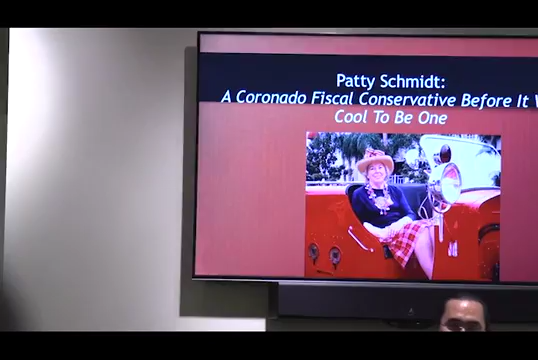 Patty Schmidt:
A Coronado Fiscal Conservative Before It
Cool To Be One